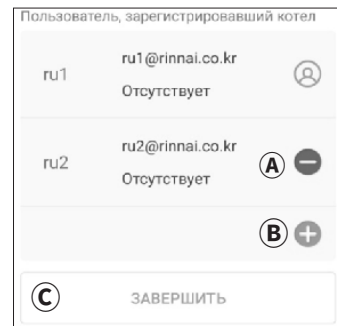 Пользователь, зарегистрировавший котел
ru1
ru1@rinnai.co.kr
Отсутствует
ru2
ru2@rinnai.co.kr
Отсутствует
A
B
C
ЗАВЕРШИТЬ